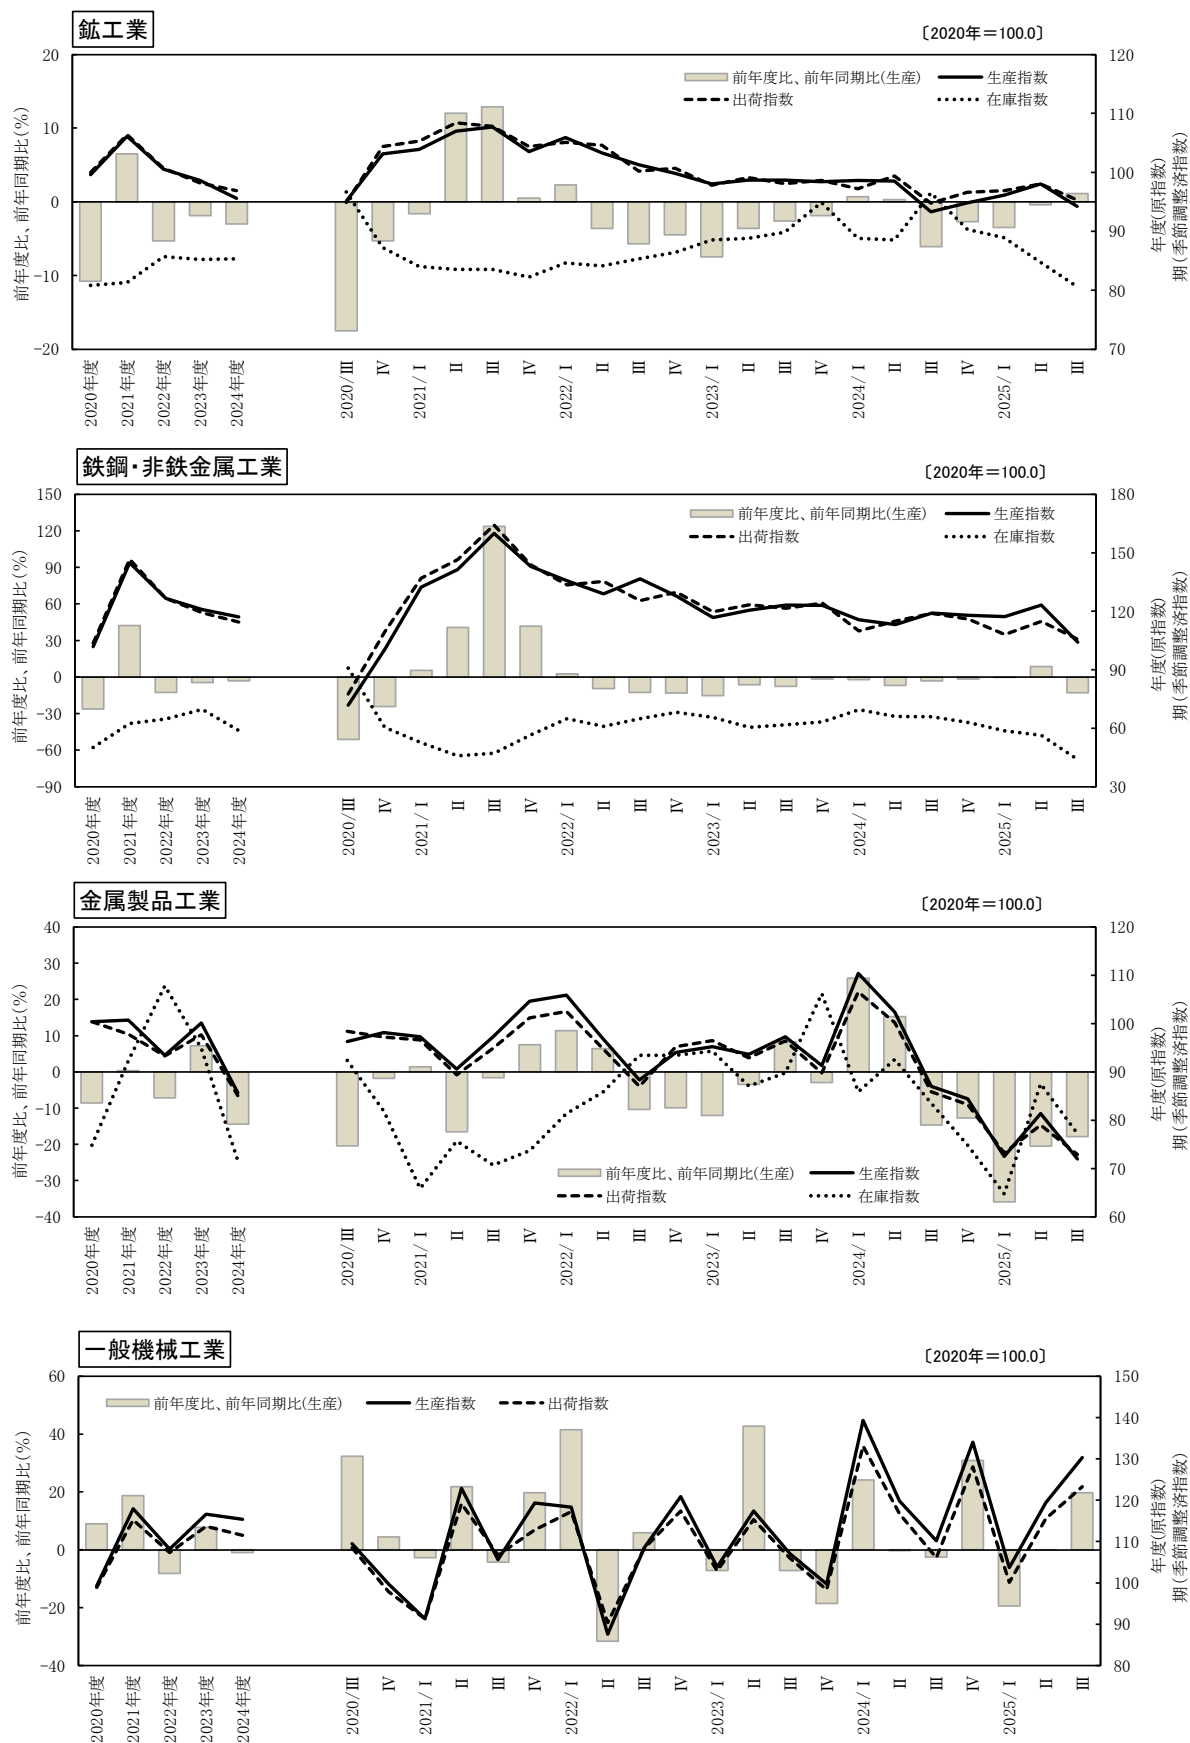 鉱工業
〔2020年＝100.0〕
前年度比、前年同期比(生産) 生産指数
出荷指数 在庫指数
前年度比、前年同期比(%)
年度(原指数)
期(季節調整済指数)
20 10 0 −10 −20
120 110 100 90 80 70
2020年度 2021年度 2022年度 2023年度 2024年度 2020/Ⅲ Ⅳ 2021/Ⅰ Ⅱ Ⅲ Ⅳ 2022/Ⅰ Ⅱ Ⅲ Ⅳ 2023/Ⅰ Ⅱ Ⅲ Ⅳ 2024/Ⅰ Ⅱ Ⅲ Ⅳ 2025/Ⅰ Ⅱ Ⅲ
鉄鋼・非鉄金属工業
〔2020年＝100.0〕
前年度比、前年同期比(生産) 生産指数
出荷指数 在庫指数
前年度比、前年同期比(%)
年度(原指数)
期(季節調整済指数)
150 120 90 60 30 0 −30 −60 −90
180 150 120 90 60 30
2020年度 2021年度 2022年度 2023年度 2024年度 2020/Ⅲ Ⅳ 2021/Ⅰ Ⅱ Ⅲ Ⅳ 2022/Ⅰ Ⅱ Ⅲ Ⅳ 2023/Ⅰ Ⅱ Ⅲ Ⅳ 2024/Ⅰ Ⅱ Ⅲ Ⅳ 2025/Ⅰ Ⅱ Ⅲ
金属製品工業
〔2020年＝100.0〕
前年度比、前年同期比(%)
年度(原指数)
期(季節調整済指数)
40 30 20 10 0 −10 −20 −30 −40
120 110 100 90 80 70 60
前年度比、前年同期比(生産) 生産指数
出荷指数 在庫指数
2020年度 2021年度 2022年度 2023年度 2024年度 2020/Ⅲ Ⅳ 2021/Ⅰ Ⅱ Ⅲ Ⅳ 2022/Ⅰ Ⅱ Ⅲ Ⅳ 2023/Ⅰ Ⅱ Ⅲ Ⅳ 2024/Ⅰ Ⅱ Ⅲ Ⅳ 2025/Ⅰ Ⅱ Ⅲ
一般機械工業
〔2020年＝100.0〕
前年度比、前年同期比(生産) 生産指数 出荷指数
前年度比、前年同期比(%)
年度(原指数)
期(季節調整済指数)
60 40 20 0 −20 −40
150 140 130 120 110 100 90 80
2020年度 2021年度 2022年度 2023年度 2024年度 2020/Ⅲ Ⅳ 2021/Ⅰ Ⅱ Ⅲ Ⅳ 2022/Ⅰ Ⅱ Ⅲ Ⅳ 2023/Ⅰ Ⅱ Ⅲ Ⅳ 2024/Ⅰ Ⅱ Ⅲ Ⅳ 2025/Ⅰ Ⅱ Ⅲ